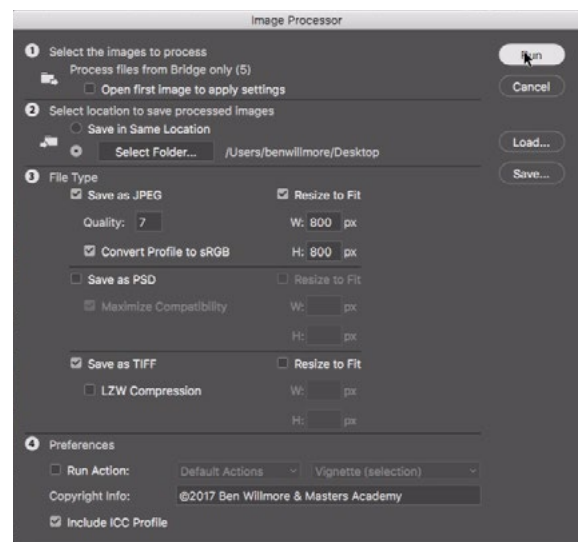 Image Processor
1 Select the images to process
Process files from Bridge only (5)
Open first image to apply settings
2 Select location to save processed images
Save in Same Location
Select Folder... /Users/benwillmore/Desktop
3 File Type
Save as JPEG Resize to Fit
Quality: 7 W: 800 px
Convert Profile to sRGB H: 800 px
Save as PSD Resize to Fit
Maximize Compatibility W: px
H: px
Save as TIFF Resize to Fit
LZW Compression W: px
H: px
4 Preferences
Run Action: Default Actions Vignette (selection)
Copyright Info: ©2017 Ben Willmore & Masters Academy
Include ICC Profile
Run
Cancel
Load...
Save...